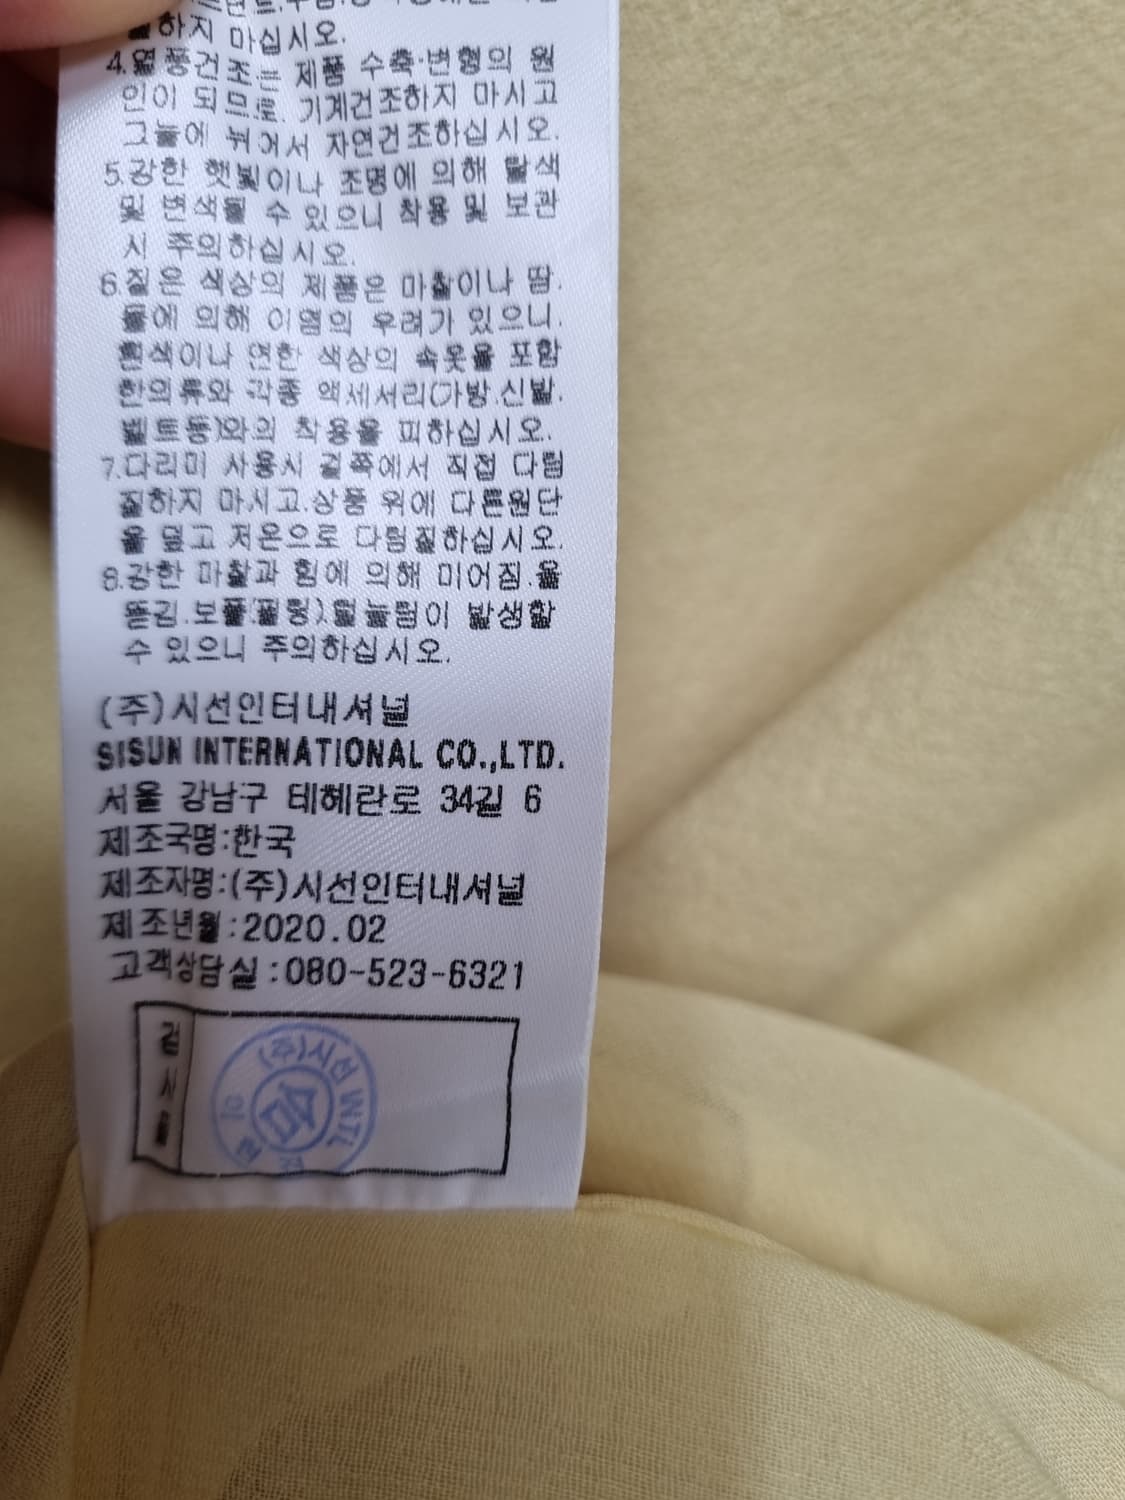 질하지 마십시오.
4.열풍건조는 제품 수축·변형의 원
인이 되므로, 기계건조하지 마시고
그늘에 뉘어서 자연건조하십시오.
5.강한 햇빛이나 조명에 의해 탈색
및 변색될 수 있으니 착용 및 보관
시 주의하십시오.
6.짙은 색상의 제품은 마찰이나 땀,
물에 의해 이염의 우려가 있으니,
흰색이나 연한 색상의 속옷을 포함
한의류와 각종 액세서리(가방,신발,
벨트등)와의 착용을 피하십시오.
7.다리미 사용시 겉쪽에서 직접 다림
질하지 마시고,상품 위에 다른원단
을 덮고 저온으로 다림질하십시오.
8.강한 마찰과 힘에 의해 미어짐,올
뜯김,보풀(필링),털눌림이 발생할
수 있으니 주의하십시오.
(주)시선인터내셔널
SISUN INTERNATIONAL CO.,LTD.
서울 강남구 테헤란로 34길 6
제조국명:한국
제조자명:(주)시선인터내셔널
제조년월:2020.02
고객상담실:080-523-6321
검사필
(주)시선 INT'L